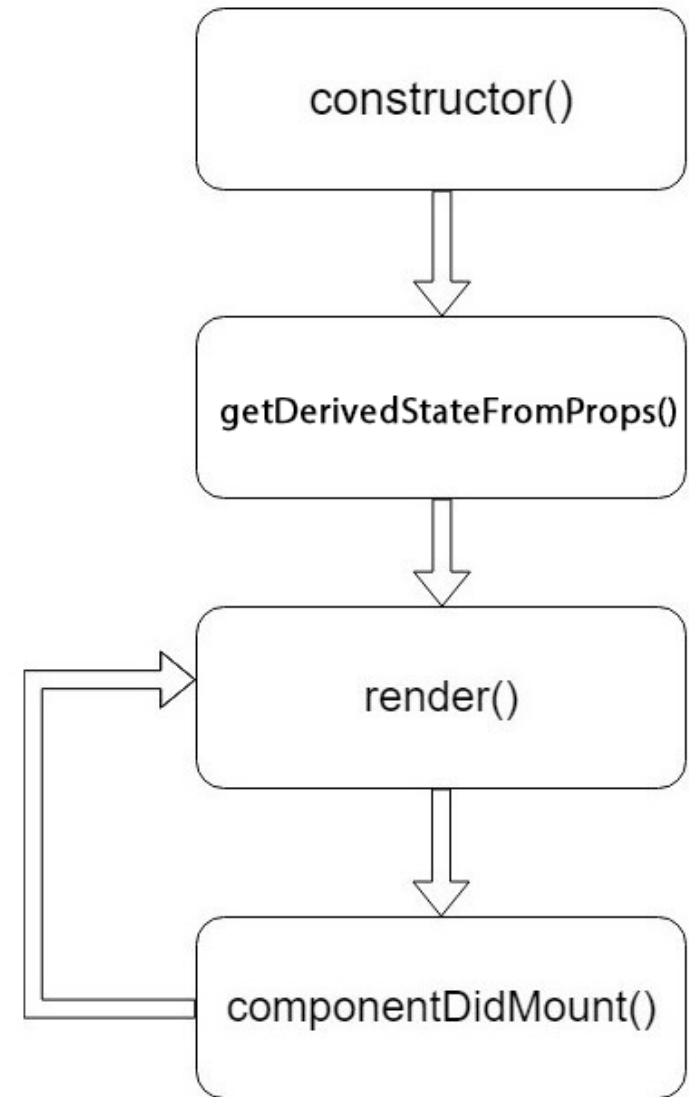 constructor()
getDerivedStateFromProps()
render()
componentDidMount()